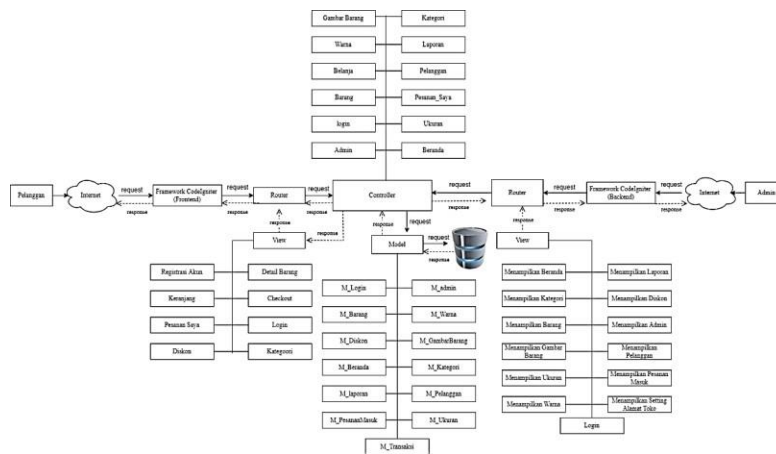 Gambar Barang
Kategori
Warna
Laporan
Belanja
Pelanggan
Barang
Pesanan_Saya
login
Ukuran
Admin
Beranda
Pelanggan
Internet
request
response
Framework CodeIgniter
(Frontend)
request
response
Router
request
response
Controller
request
response
Router
request
response
Framework CodeIgniter
(Backend)
request
response
Internet
Admin
response
View
response
response
request
Model
request
response
response
View
Registrasi Akun
Detail Barang
Keranjang
Checkout
Pesanan Saya
Login
Diskon
Kategoori
M_Login
M_admin
M_Barang
M_Warna
M_Diskon
M_GambarBarang
M_Beranda
M_Kategori
M_laporan
M_Pelanggan
M_PesananMasuk
M_Ukuran
M_Transaksi
Menampilkan Beranda
Menampilkan Laporan
Menampilkan Kategori
Menampilkan Diskon
Menampilkan Barang
Menampilkan Admin
Menampilkan Gambar
Barang
Menampilkan
Pelanggan
Menampilkan Ukuran
Menampilkan Pesanan
Masuk
Menampilkan Warna
Menampilkan Setting
Alamat Toko
Login